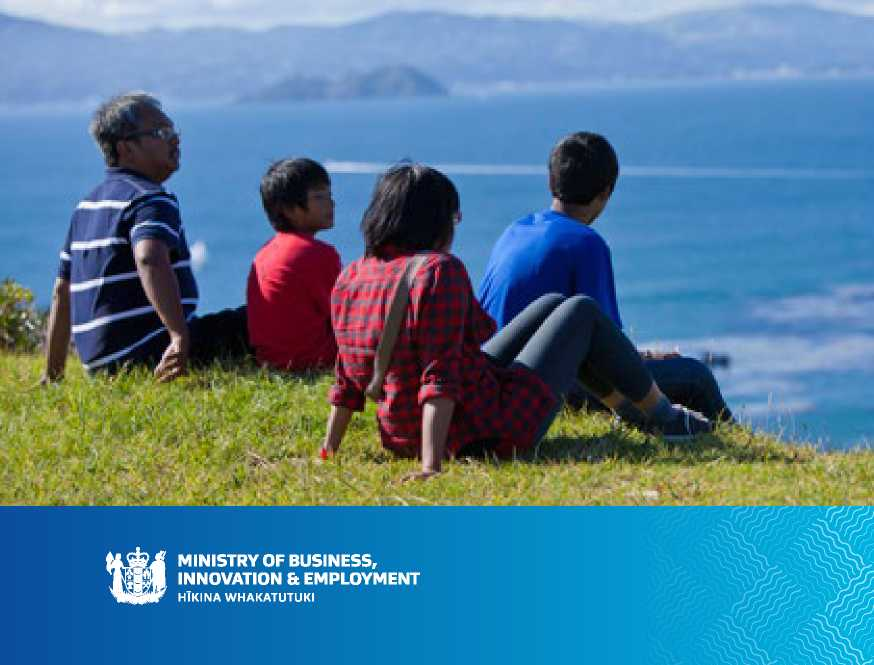 MINISTRY OF BUSINESS,
INNOVATION & EMPLOYMENT
HĪKINA WHAKATUTUKI